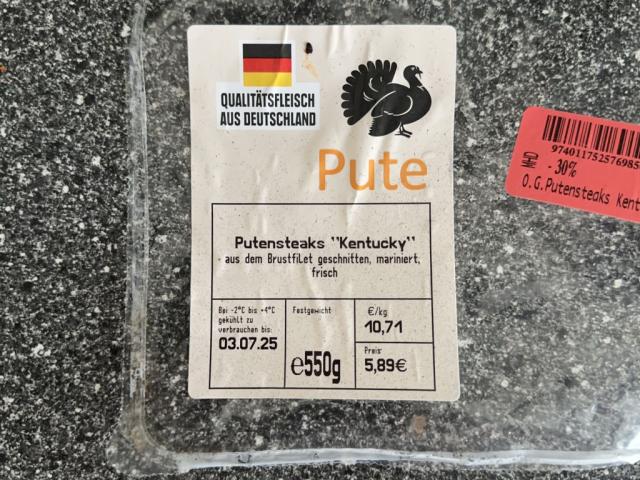 QUALITÄTSFLEISCH
AUS DEUTSCHLAND
Pute
Putensteaks "Kentucky"
aus dem Brustfilet geschnitten, mariniert,
frisch
Bei -2°C bis +4°C
gekühlt zu
verbrauchen bis:
03.07.25
Festgewicht
e550g
€/kg
10,71
Preis
5,89€
974011752576985
- 30%
O.G.Putensteaks Kent